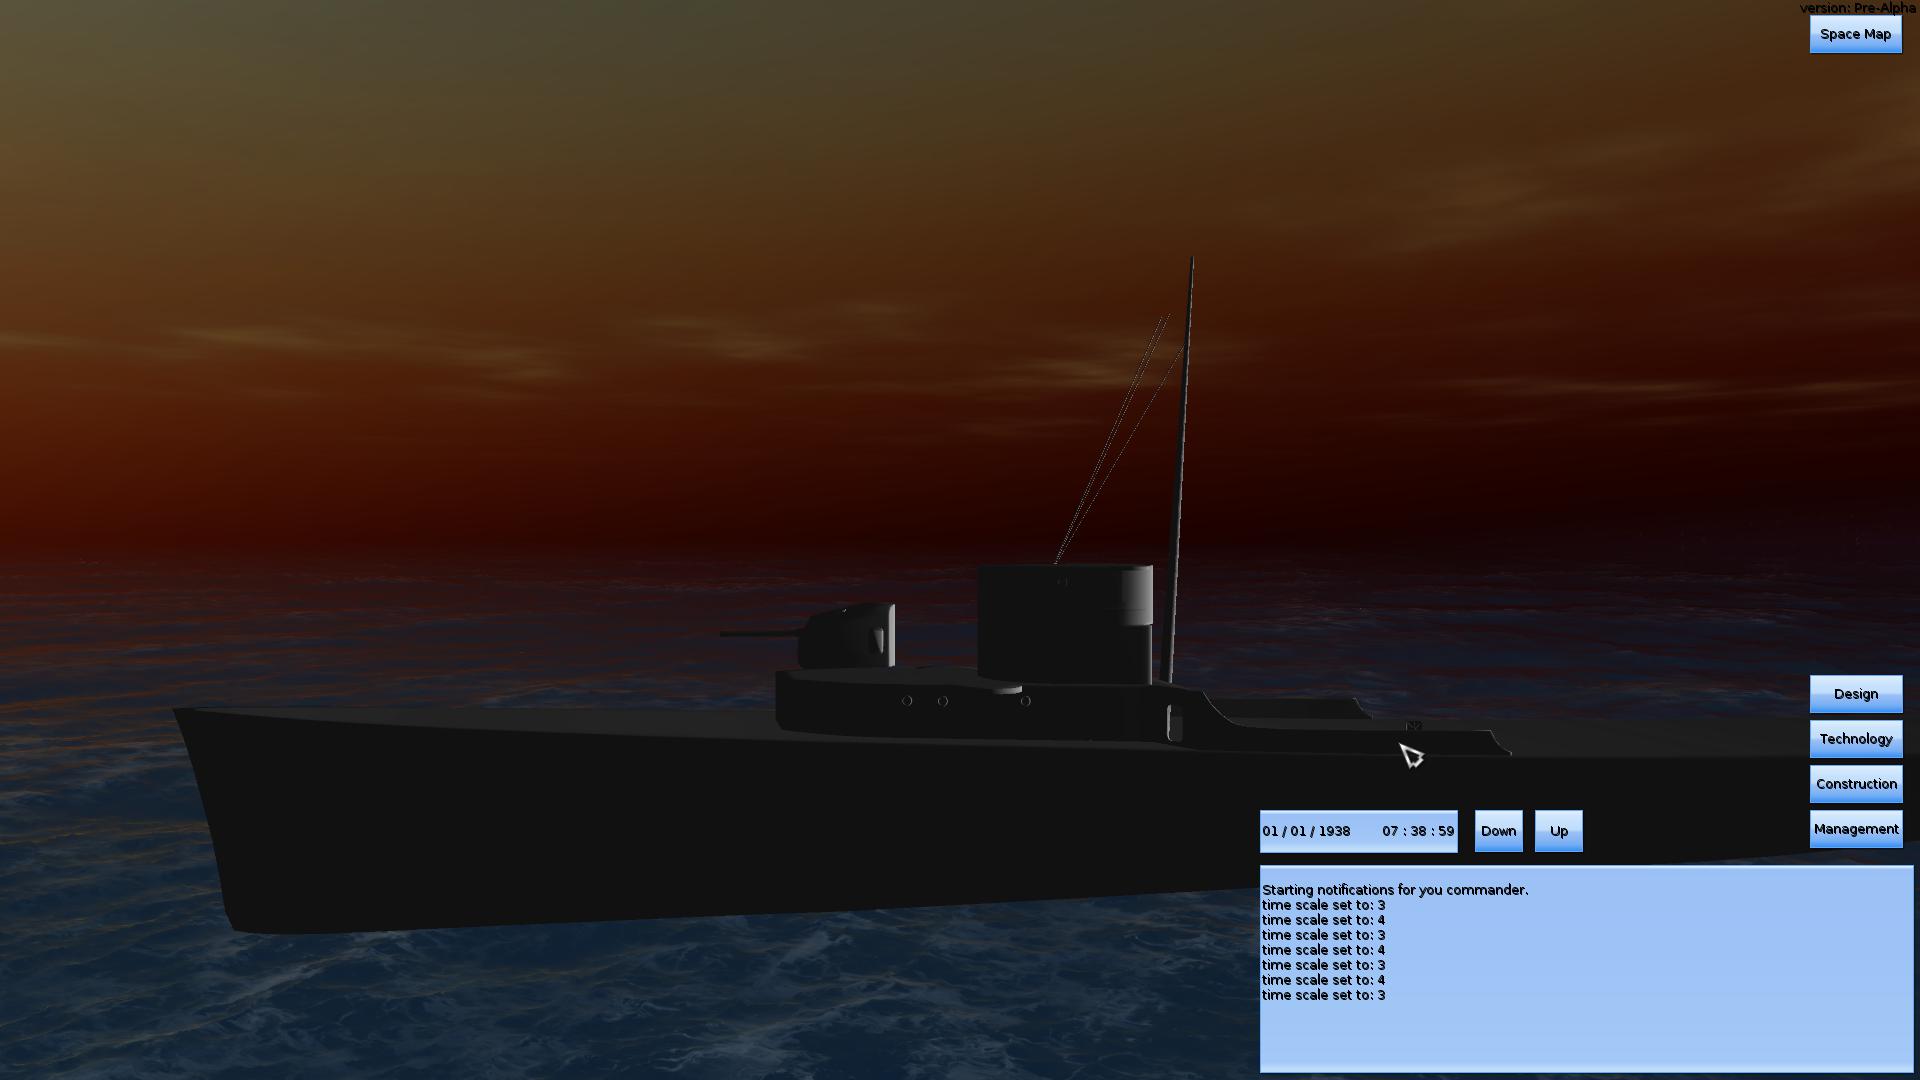 version: Pre-Alpha
Space Map
Design
Technology
Construction
Management
01 / 01 / 1938 07 : 38 : 59
Down
Up
Starting notifications for you commander.
time scale set to: 3
time scale set to: 4
time scale set to: 3
time scale set to: 4
time scale set to: 3
time scale set to: 4
time scale set to: 3